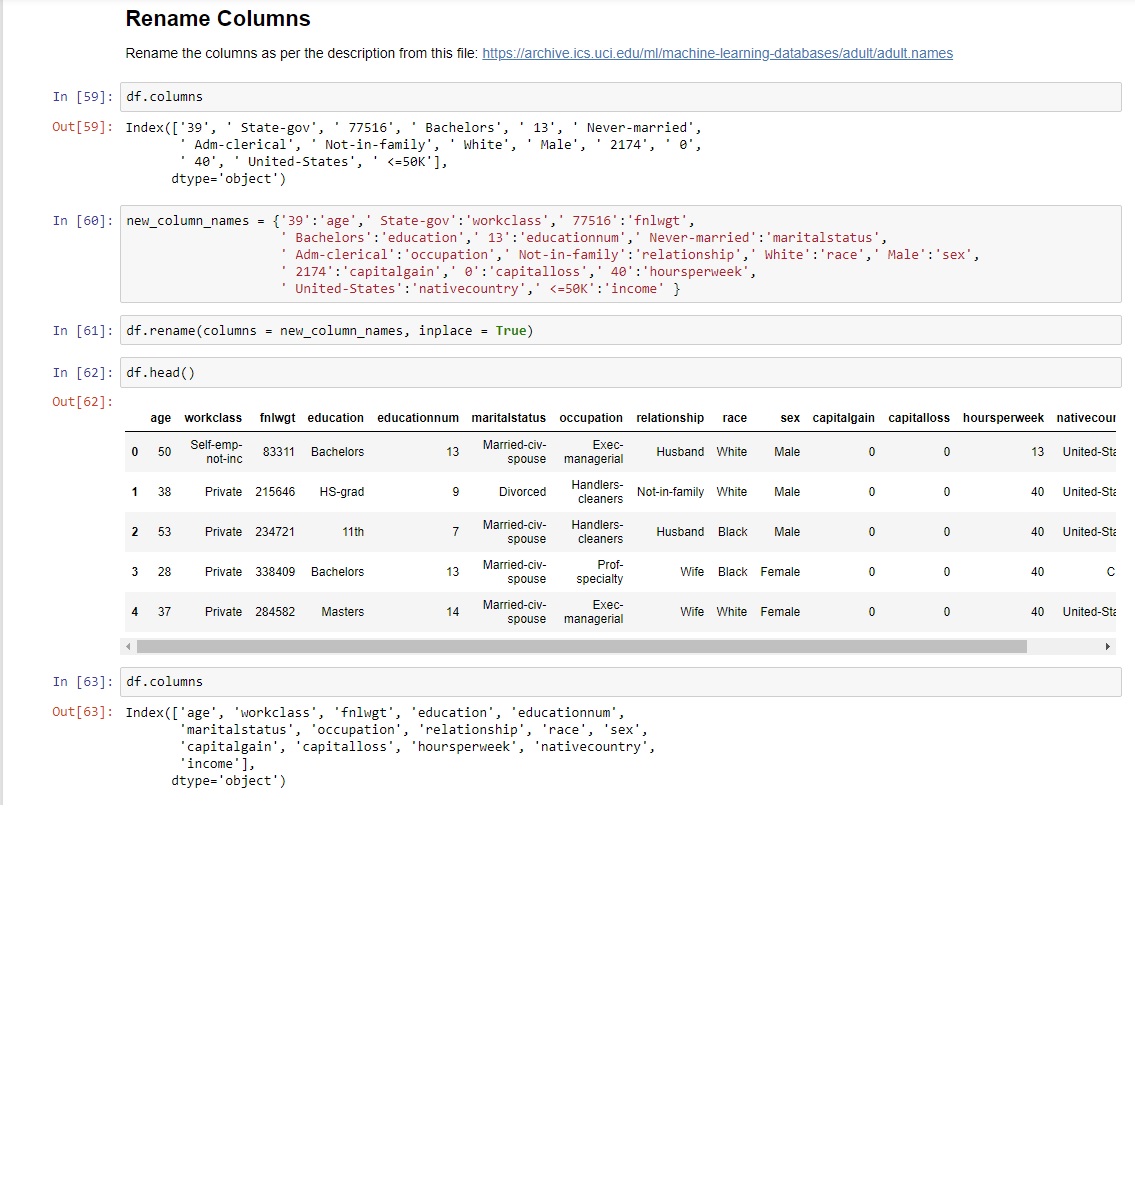 Rename Columns
Rename the columns as per the description from this file: https://archive.ics.uci.edu/ml/machine-learning-databases/adult/adult.names
In [59]: df.columns
Out[59]: Index(['39', ' State-gov', ' 77516', ' Bachelors', ' 13', ' Never-married',
' Adm-clerical', ' Not-in-family', ' White', ' Male', ' 2174', ' 0',
' 40', ' United-States', ' <=50K'],
dtype='object')
In [60]: new_column_names = {'39':'age',' State-gov':'workclass',' 77516':'fnlwgt',
' Bachelors':'education',' 13':'educationnum',' Never-married':'maritalstatus',
' Adm-clerical':'occupation',' Not-in-family':'relationship',' White':'race',' Male':'sex',
' 2174':'capitalgain',' 0':'capitalloss',' 40':'hoursperweek',
' United-States':'nativecountry',' <=50K':'income' }
In [61]: df.rename(columns = new_column_names, inplace = True)
In [62]: df.head()
Out[62]:
age workclass fnlwgt education educationnum maritalstatus occupation relationship race sex capitalgain capitalloss hoursperweek nativecour
0 50 Self-emp-not-inc 83311 Bachelors 13 Married-civ-spouse Exec-managerial Husband White Male 0 0 13 United-Sta
1 38 Private 215646 HS-grad 9 Divorced Handlers-cleaners Not-in-family White Male 0 0 40 United-Sta
2 53 Private 234721 11th 7 Married-civ-spouse Handlers-cleaners Husband Black Male 0 0 40 United-Sta
3 28 Private 338409 Bachelors 13 Married-civ-spouse Prof-specialty Wife Black Female 0 0 40 C
4 37 Private 284582 Masters 14 Married-civ-spouse Exec-managerial Wife White Female 0 0 40 United-Sta
In [63]: df.columns
Out[63]: Index(['age', 'workclass', 'fnlwgt', 'education', 'educationnum',
'maritalstatus', 'occupation', 'relationship', 'race', 'sex',
'capitalgain', 'capitalloss', 'hoursperweek', 'nativecountry',
'income'],
dtype='object')